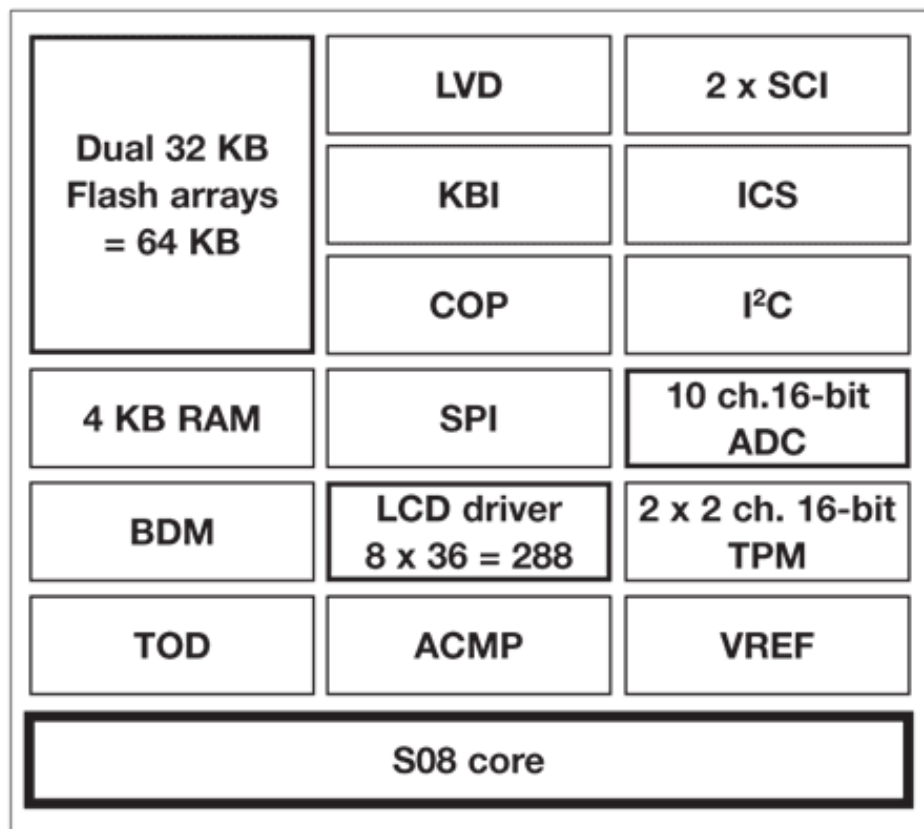 Dual 32 KB
Flash arrays
= 64 KB
LVD
2 x SCI
KBI
ICS
COP
I²C
4 KB RAM
SPI
10 ch.16-bit
ADC
BDM
LCD driver
8 x 36 = 288
2 x 2 ch. 16-bit
TPM
TOD
ACMP
VREF
S08 core